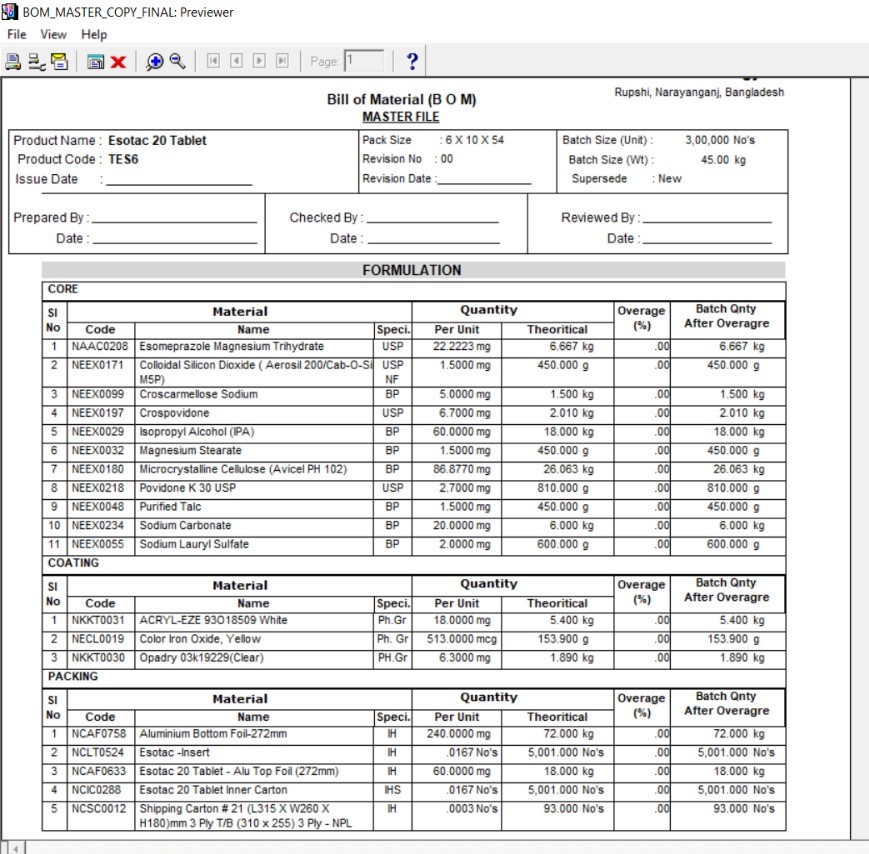 BOM_MASTER_COPY_FINAL: Previewer
File View Help
Page: 1 ?
Rupshi, Narayanganj, Bangladesh
Bill of Material (B O M)
MASTER FILE
Product Name : Esotac 20 Tablet Pack Size : 6 X 10 X 54 Batch Size (Unit) : 3,00,000 No's
Product Code : TES6 Revision No : 00 Batch Size (Wt) : 45.00 kg
Issue Date : Revision Date : Supersede : New
Prepared By : Checked By : Reviewed By :
Date : Date : Date :
FORMULATION
CORE
Sl No Material Quantity Overage (%) Batch Qnty After Overagre
Code Name Speci. Per Unit Theoritical
1 NAAC0208 Esomeprazole Magnesium Trihydrate USP 22.2223 mg 6.667 kg .00 6.667 kg
2 NEEX0171 Colloidal Silicon Dioxide ( Aerosil 200/Cab-O-Si USP 1.5000 mg 450.000 g .00 450.000 g
M5P) NF
3 NEEX0099 Croscarmellose Sodium BP 5.0000 mg 1.500 kg .00 1.500 kg
4 NEEX0197 Crospovidone USP 6.7000 mg 2.010 kg .00 2.010 kg
5 NEEX0029 Isopropyl Alcohol (IPA) BP 60.0000 mg 18.000 kg .00 18.000 kg
6 NEEX0032 Magnesium Stearate BP 1.5000 mg 450.000 g .00 450.000 g
7 NEEX0180 Microcrystalline Cellulose (Avicel PH 102) BP 86.8770 mg 26.063 kg .00 26.063 kg
8 NEEX0218 Povidone K 30 USP USP 2.7000 mg 810.000 g .00 810.000 g
9 NEEX0048 Purified Talc BP 1.5000 mg 450.000 g .00 450.000 g
10 NEEX0234 Sodium Carbonate BP 20.0000 mg 6.000 kg .00 6.000 kg
11 NEEX0055 Sodium Lauryl Sulfate BP 2.0000 mg 600.000 g .00 600.000 g
COATING
Sl No Material Quantity Overage (%) Batch Qnty After Overagre
Code Name Speci. Per Unit Theoritical
1 NKKT0031 ACRYL-EZE 93O18509 White Ph.Gr 18.0000 mg 5.400 kg .00 5.400 kg
2 NECL0019 Color Iron Oxide, Yellow Ph. Gr 513.0000 mcg 153.900 g .00 153.900 g
3 NKKT0030 Opadry 03k19229(Clear) PH.Gr 6.3000 mg 1.890 kg .00 1.890 kg
PACKING
Sl No Material Quantity Overage (%) Batch Qnty After Overagre
Code Name Speci. Per Unit Theoritical
1 NCAF0758 Aluminium Bottom Foil-272mm IH 240.0000 mg 72.000 kg .00 72.000 kg
2 NCLT0524 Esotac -Insert IH .0167 No's 5,001.000 No's .00 5,001.000 No's
3 NCAF0633 Esotac 20 Tablet - Alu Top Foil (272mm) IH 60.0000 mg 18.000 kg .00 18.000 kg
4 NCIC0288 Esotac 20 Tablet Inner Carton IHS .0167 No's 5,001.000 No's .00 5,001.000 No's
5 NCSC0012 Shipping Carton # 21 (L315 X W260 X IH .0003 No's 93.000 No's .00 93.000 No's
H180)mm 3 Ply T/B (310 x 255) 3 Ply - NPL